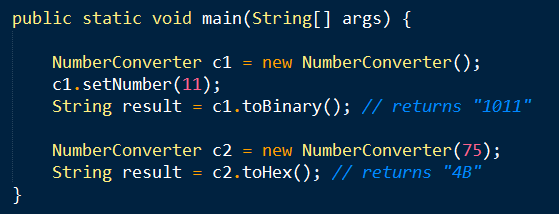 public static void main(String[] args) {
NumberConverter c1 = new NumberConverter();
c1.setNumber(11);
String result = c1.toBinary(); // returns "1011"
NumberConverter c2 = new NumberConverter(75);
String result = c2.toHex(); // returns "4B"
}